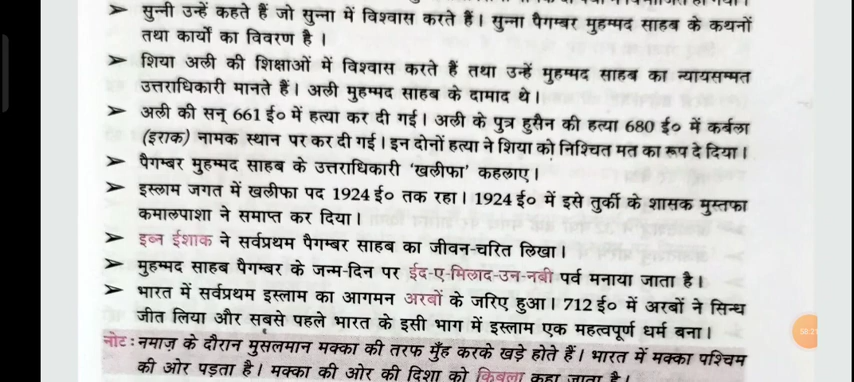 ➤ सुन्नी उन्हें कहते हैं जो सुन्ना में विश्वास करते हैं। सुन्ना पैगम्बर मुहम्मद साहब के कथनों
तथा कार्यों का विवरण है ।
➤ शिया अली की शिक्षाओं में विश्वास करते हैं तथा उन्हें मुहम्मद साहब का न्यायसम्मत
उत्तराधिकारी मानते हैं। अली मुहम्मद साहब के दामाद थे।
➤ अली की सन् 661 ई० में हत्या कर दी गई। अली के पुत्र हुसैन की हत्या 680 ई० में कर्बला
(इराक) नामक स्थान पर कर दी गई। इन दोनों हत्या ने शिया को निश्चित मत का रूप दे दिया।
➤ पैगम्बर मुहम्मद साहब के उत्तराधिकारी 'खलीफा' कहलाए।
➤ इस्लाम जगत में खलीफा पद 1924 ई० तक रहा। 1924 ई० में इसे तुर्की के शासक मुस्तफा
कमालपाशा ने समाप्त कर दिया।
➤ इब्न ईशाक ने सर्वप्रथम पैगम्बर साहब का जीवन-चरित लिखा।
➤ मुहम्मद साहब पैगम्बर के जन्म-दिन पर ईद-ए-मिलाद-उन-नबी पर्व मनाया जाता है।
➤ भारत में सर्वप्रथम इस्लाम का आगमन अरबों के जरिए हुआ। 712 ई० में अरबों ने सिन्ध
जीत लिया और सबसे पहले भारत के इसी भाग में इस्लाम एक महत्वपूर्ण धर्म बना।
नोट: नमाज़ के दौरान मुसलमान मक्का की तरफ मुँह करके खड़े होते हैं। भारत में मक्का पश्चिम
की ओर पड़ता है। मक्का की ओर की दिशा को किबला कहा जाता है।